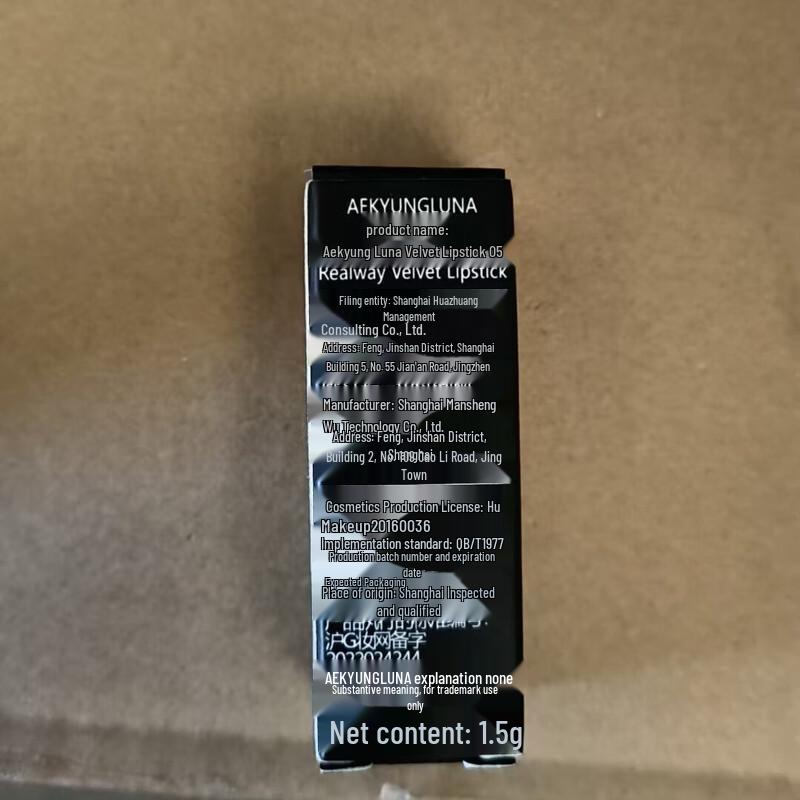 AEKYUNGLUNA
product name:
Aekyung Luna Velvet Lipstick 05
Realway Velvet Lipstick
Filing entity: Shanghai Huazhuang
Management
Consulting Co., Ltd.
Address: Feng, Jinshan District, Shanghai
Building 5, No. 55 Jian'an Road, Jingzhen
Manufacturer: Shanghai Mansheng
Wu Technology Co., Ltd.
Address: Feng, Jinshan District,
Shanghai
Building 2, No. Li Road, Jing
Town
Cosmetics Production License: Hu
Makeup20160036
Implementation standard: QB/T1977
Production batch number and expiration
date
Expected Packaging
Place of origin: Shanghai Inspected
and qualified
沪G妆网备字
2022024244
AEKYUNGLUNA explanation none
Substantive meaning, for trademark use
only
Net content: 1.5g